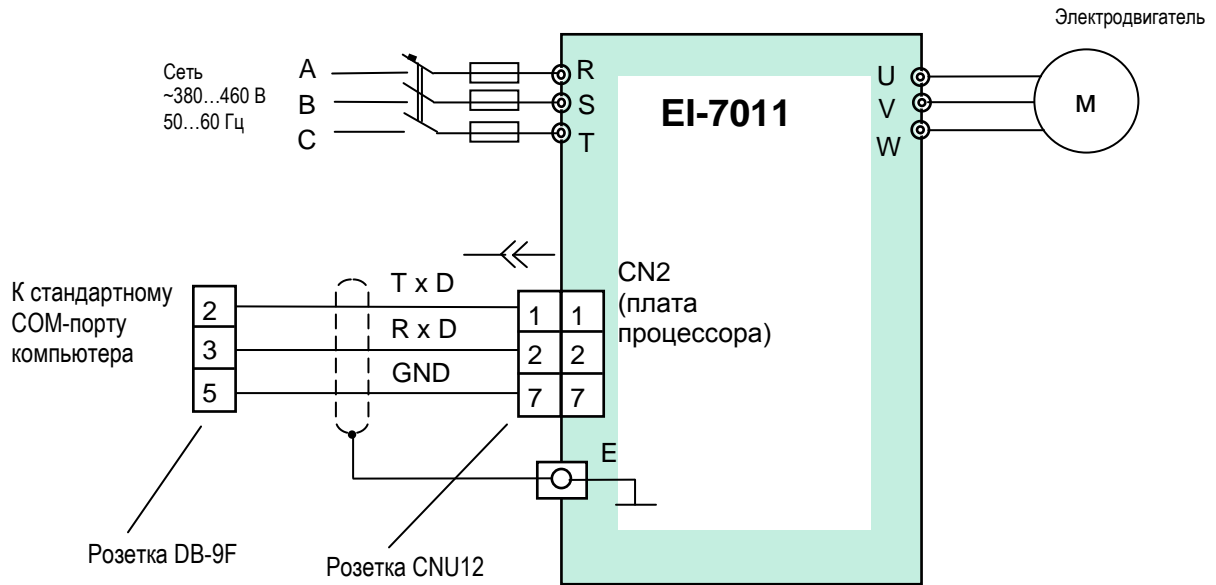 Электродвигатель
Сеть
~380...460 В
50...60 Гц
A
B
C
R
S
T
EI-7011
U
V
W
М
К стандартному
COM-порту
компьютера
2
3
5
T x D
R x D
GND
1 1
2 2
7 7
CN2
(плата
процессора)
E
Розетка DB-9F
Розетка CNU12